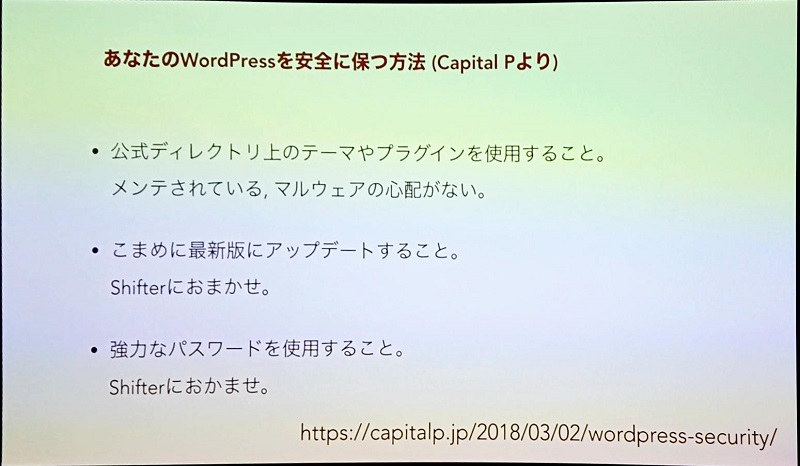 あなたのWordPressを安全に保つ方法 (Capital Pより)
• 公式ディレクトリ上のテーマやプラグインを使用すること。
メンテされている, マルウェアの心配がない。
• こまめに最新版にアップデートすること。
Shifterにおまかせ。
• 強力なパスワードを使用すること。
Shifterにおかませ。
https://capitalp.jp/2018/03/02/wordpress-security/